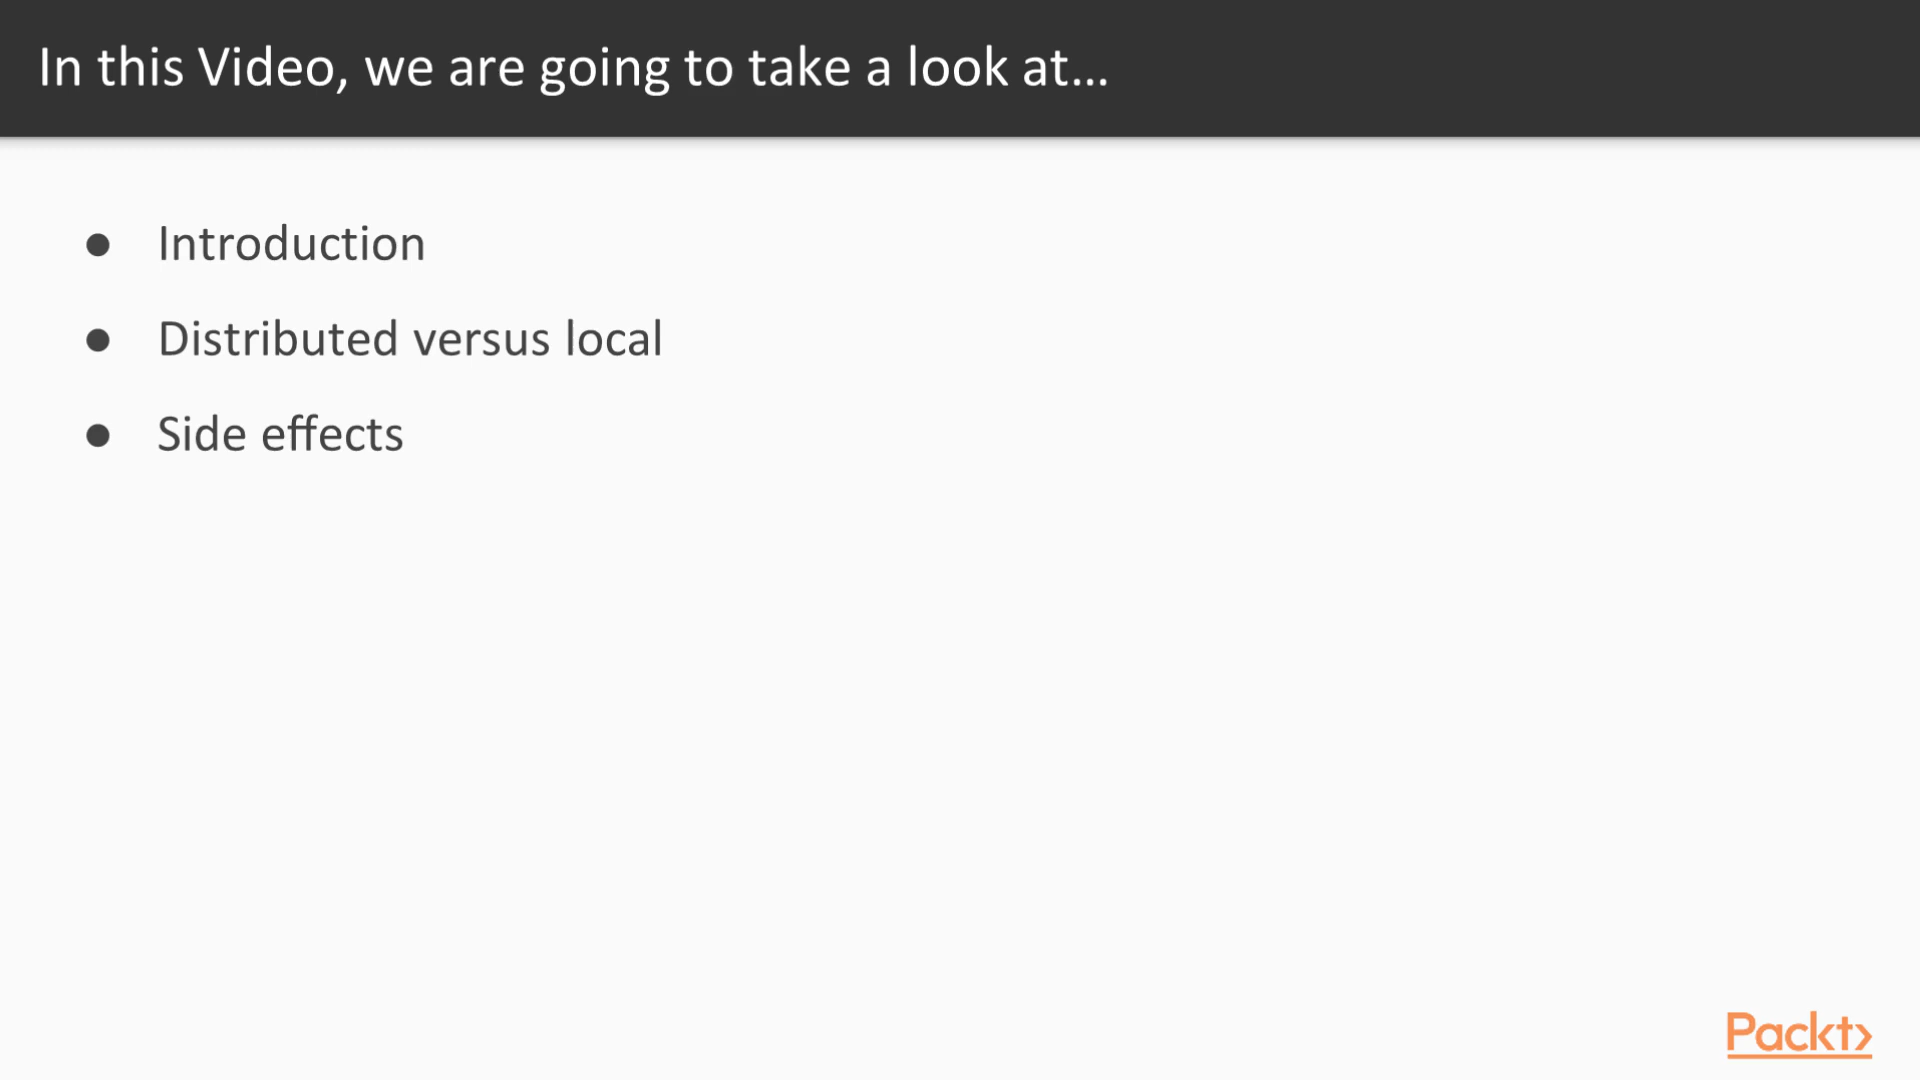 In this Video, we are going to take a look at...
● Introduction
● Distributed versus local
● Side effects
Packt>